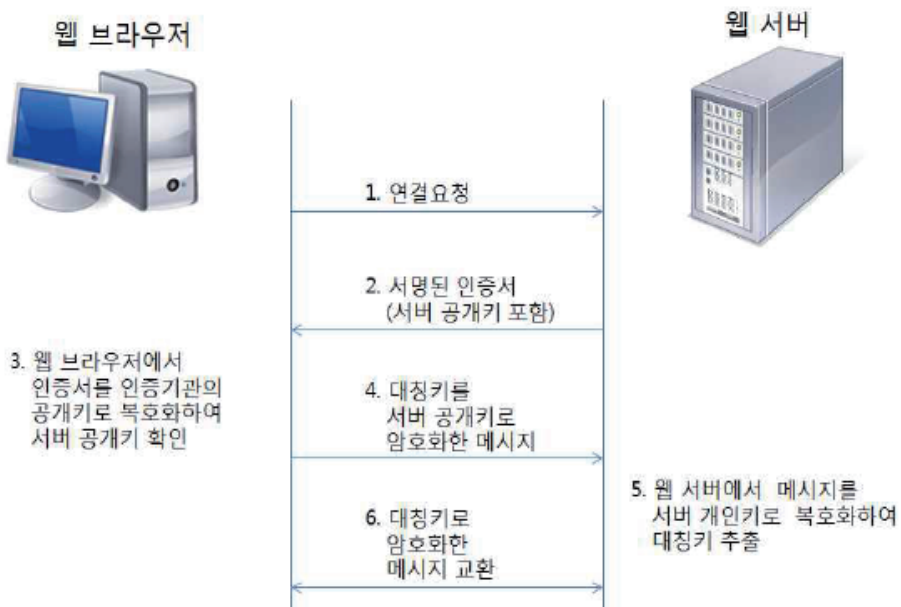 웹 브라우저
웹 서버
1. 연결요청
2. 서명된 인증서
(서버 공개키 포함)
3. 웹 브라우저에서
인증서를 인증기관의
공개키로 복호화하여
서버 공개키 확인
4. 대칭키를
서버 공개키로
암호화한 메시지
5. 웹 서버에서 메시지를
서버 개인키로 복호화하여
대칭키 추출
6. 대칭키로
암호화한
메시지 교환